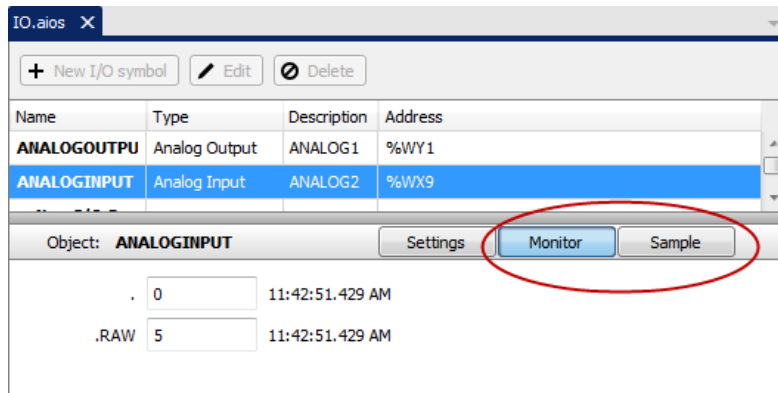 IO.aios X
+ New I/O symbol Edit Delete
Name Type Description Address
ANALOGOUTPU Analog Output ANALOG1 %WY1
ANALOGINPUT Analog Input ANALOG2 %WX9
Object: ANALOGINPUT Settings Monitor Sample
. 0 11:42:51.429 AM
.RAW 5 11:42:51.429 AM